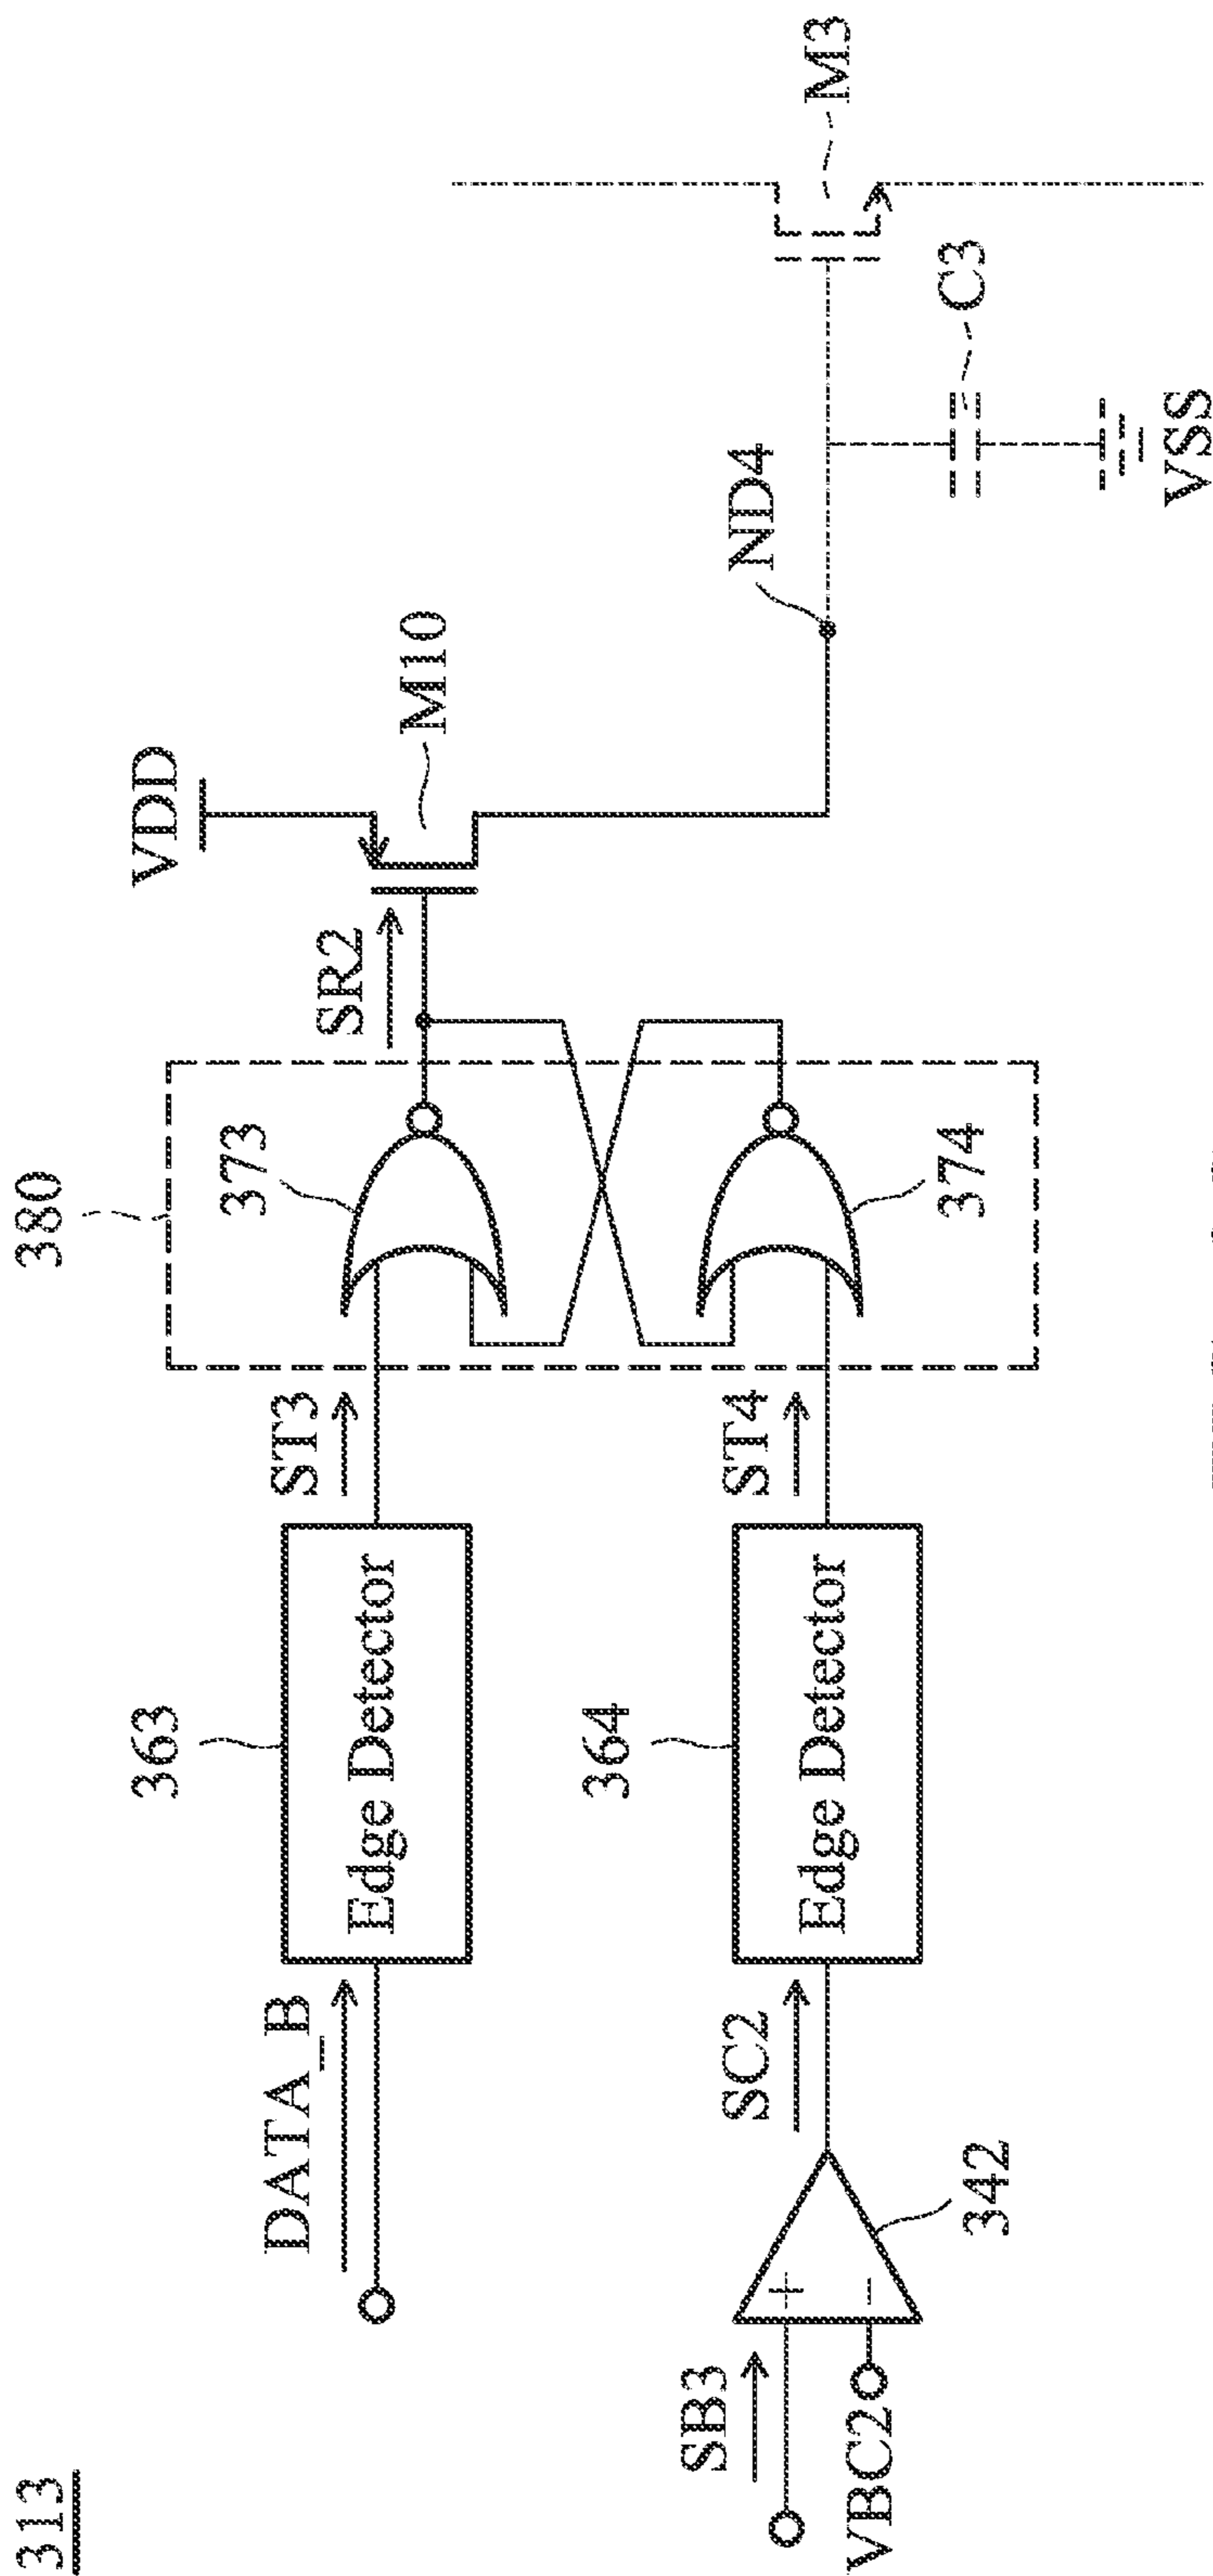 313
380
VDD
363
373
SR2
M10
DATA_B
Edge Detector
ST3
M3
364
ND4
SB3
SC2
Edge Detector
ST4
C3
+
-
VBC2
342
374
VSS